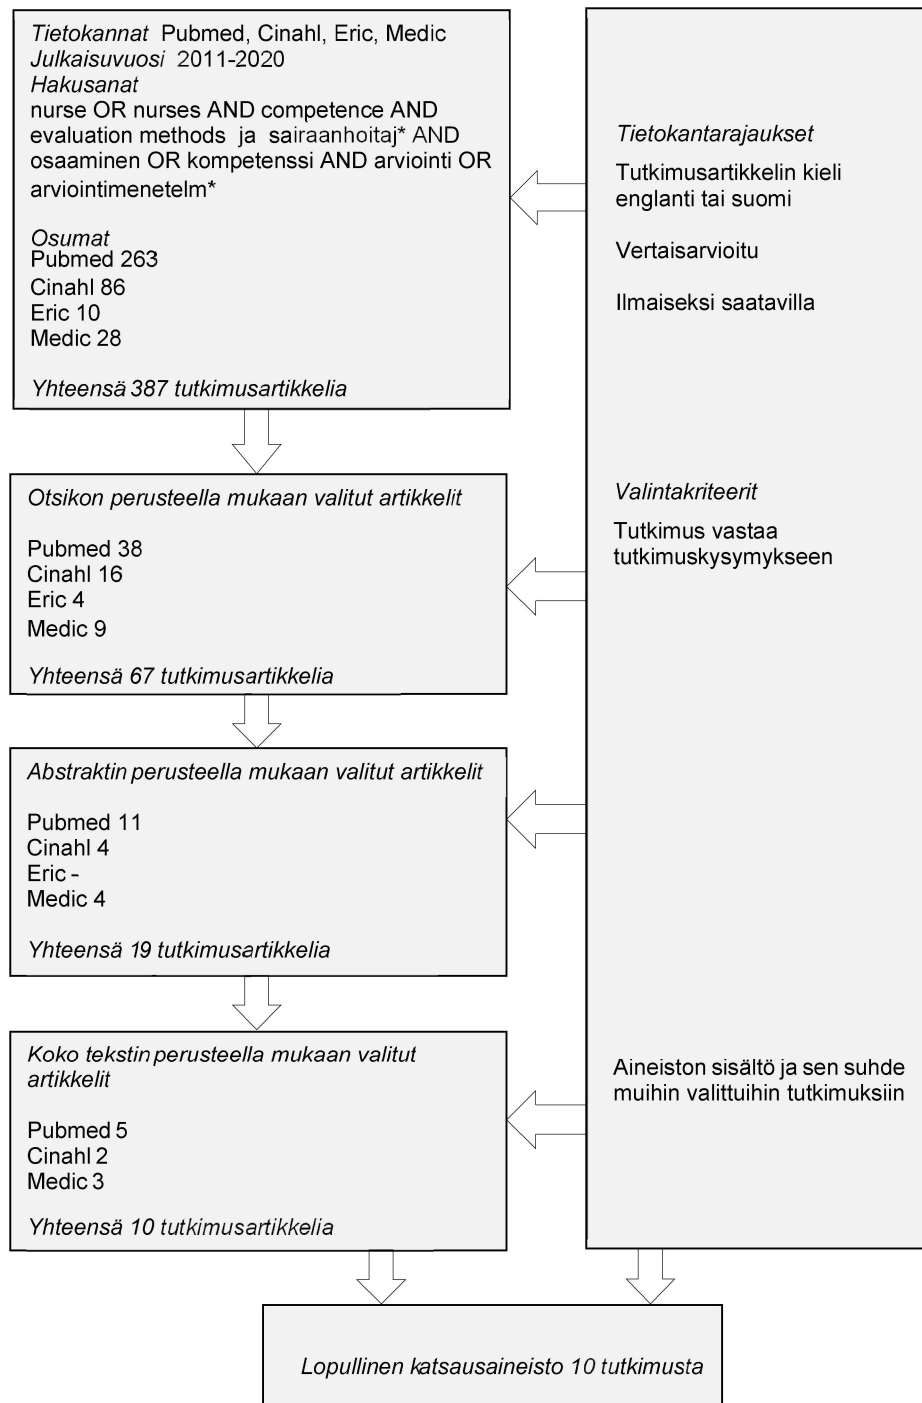 Tietokannat Pubmed, Cinahl, Eric, Medic
Julkaisuvuosi 2011-2020
Hakusanat
nurse OR nurses AND competence AND
evaluation methods ja sairaanhoitaj* AND
osaaminen OR kompetenssi AND arviointi OR
arviointimenetelm*
Osumat
Pubmed 263
Cinahl 86
Eric 10
Medic 28
Yhteensä 387 tutkimusartikkelia
Otsikon perusteella mukaan valitut artikkelit
Pubmed 38
Cinahl 16
Eric 4
Medic 9
Yhteensä 67 tutkimusartikkelia
Abstraktin perusteella mukaan valitut artikkelit
Pubmed 11
Cinahl 4
Eric -
Medic 4
Yhteensä 19 tutkimusartikkelia
Koko tekstin perusteella mukaan valitut
artikkelit
Pubmed 5
Cinahl 2
Medic 3
Yhteensä 10 tutkimusartikkelia
Tietokantarajaukset
Tutkimusartikkelin kieli
englanti tai suomi
Vertaisarvioitu
Ilmaiseksi saatavilla
Valintakriteerit
Tutkimus vastaa
tutkimuskysymykseen
Aineiston sisältö ja sen suhde
muihin valittuihin tutkimuksiin
Lopullinen katsausaineisto 10 tutkimusta